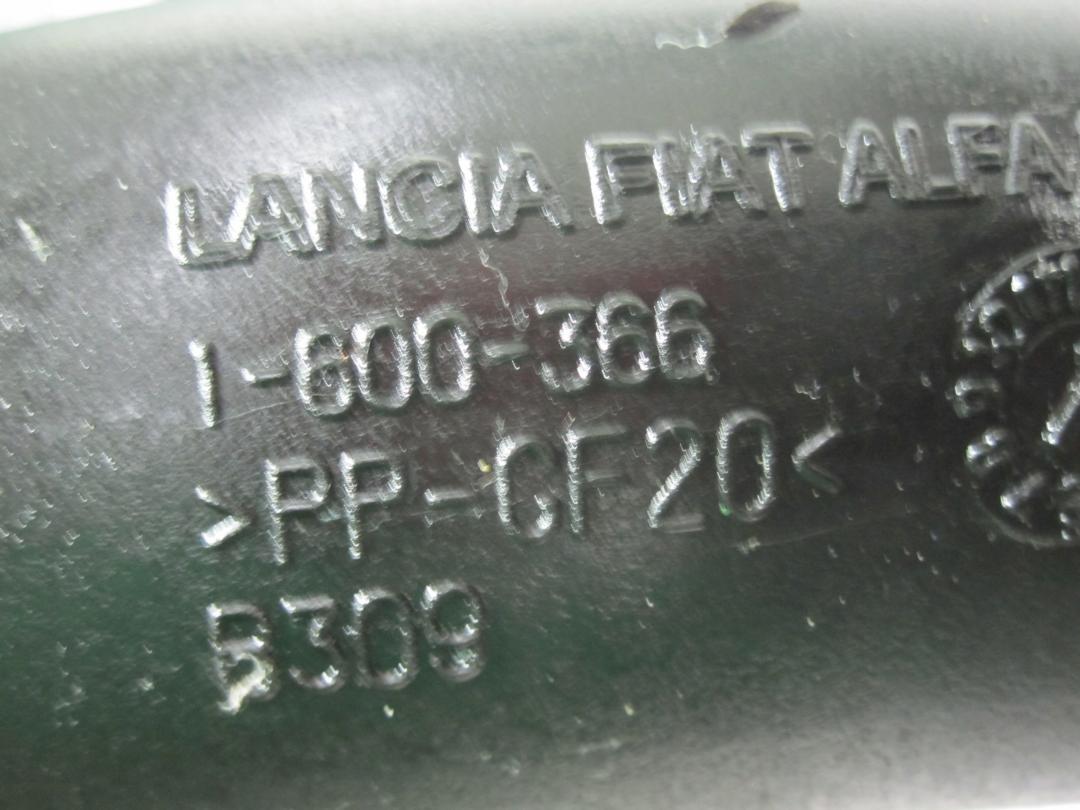 LANCIA FIAT ALFA
1-600-366
>PP-GF20<
B309